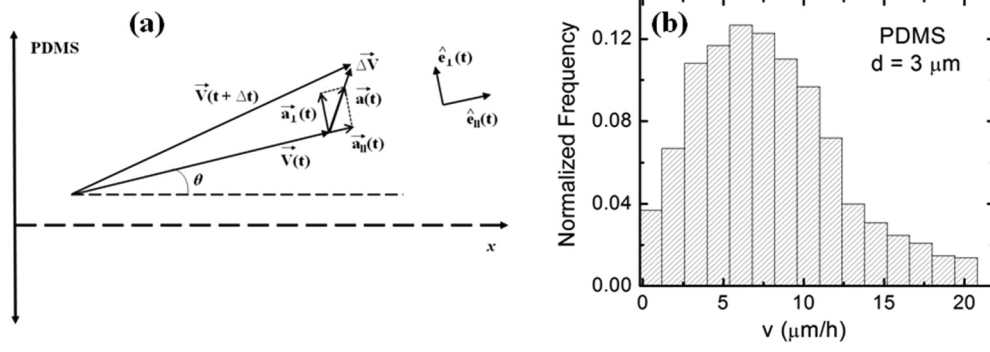 (a)
PDMS
V(t + Δt)
ΔV
a⊥(t)
a(t)
a||(t)
V(t)
θ
ê⊥(t)
ê||(t)
x
(b)
PDMS
d = 3 μm
Normalized Frequency
0.12
0.08
0.04
0.00
0 5 10 15 20
v (μm/h)